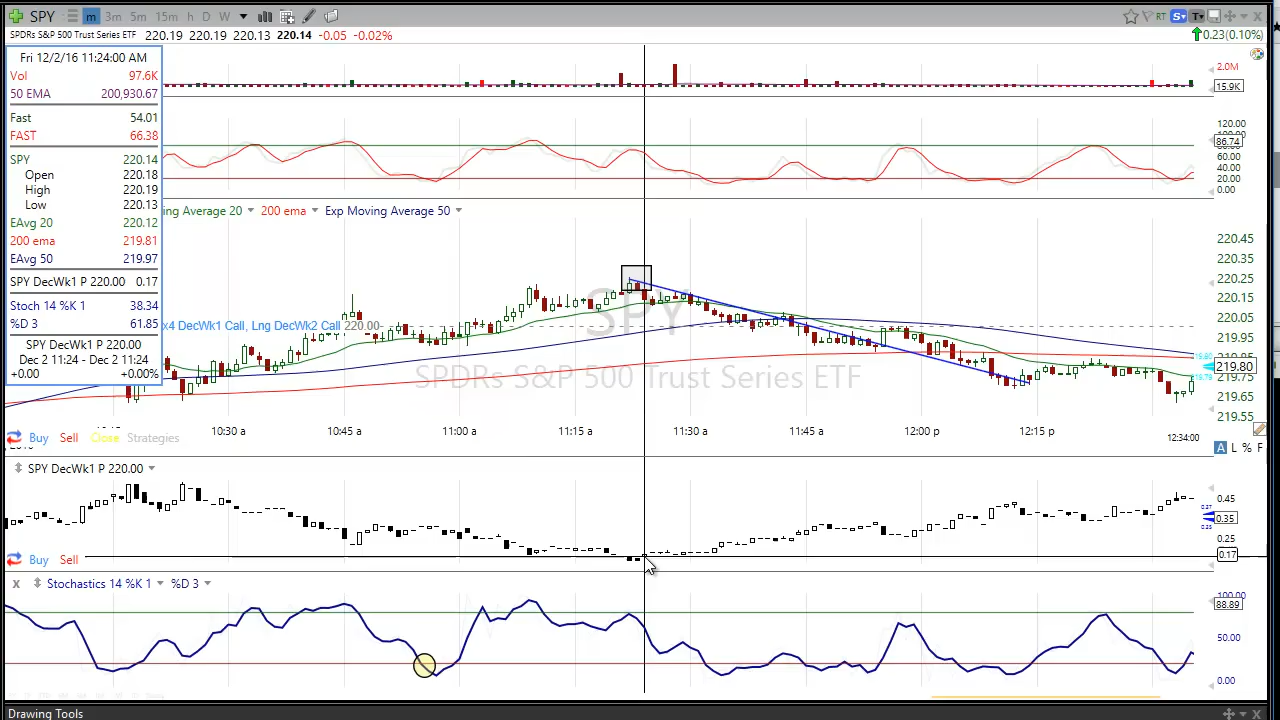 SPY m 3m 5m 15m h D W RT S T
SPDRs S&P 500 Trust Series ETF 220.19 220.19 220.13 220.14 -0.05 -0.02% 0.23(0.10%)
Fri 12/2/16 11:24:00 AM
Vol 97.6K
50 EMA 200,930.67
Fast 54.01
FAST 66.38
SPY 220.14
Open 220.18
High 220.19
Low 220.13
EAvg 20 220.12
200 ema 219.81
EAvg 50 219.97
SPY DecWk1 P 220.00 0.17
Stoch 14 %K 1 38.34
%D 3 61.85
SPY DecWk1 P 220.00
Dec 2 11:24 - Dec 2 11:24
+0.00 +0.000%
2.0M
15.9K
120.00
86.74
60.00
40.00
20.00
0.00
ing Average 20 200 ema Exp Moving Average 50
220.45
220.35
220.25
220.15
220.05
219.95
219.80
219.75
219.65
219.55
SPY
SPDRs S&P 500 Trust Series ETF
x4 DecWk1 Call, Lng DecWk2 Call 220.00
10:30 a 10:45 a 11:00 a 11:15 a 11:30 a 11:45 a 12:00 p 12:15 p 12:34:00
Buy Sell Close Strategies
A L % F
SPY DecWk1 P 220.00
0.45
0.35
0.25
0.17
Buy Sell
X Stochastics 14 %K 1 %D 3
100.00
88.89
50.00
0.00
Drawing Tools